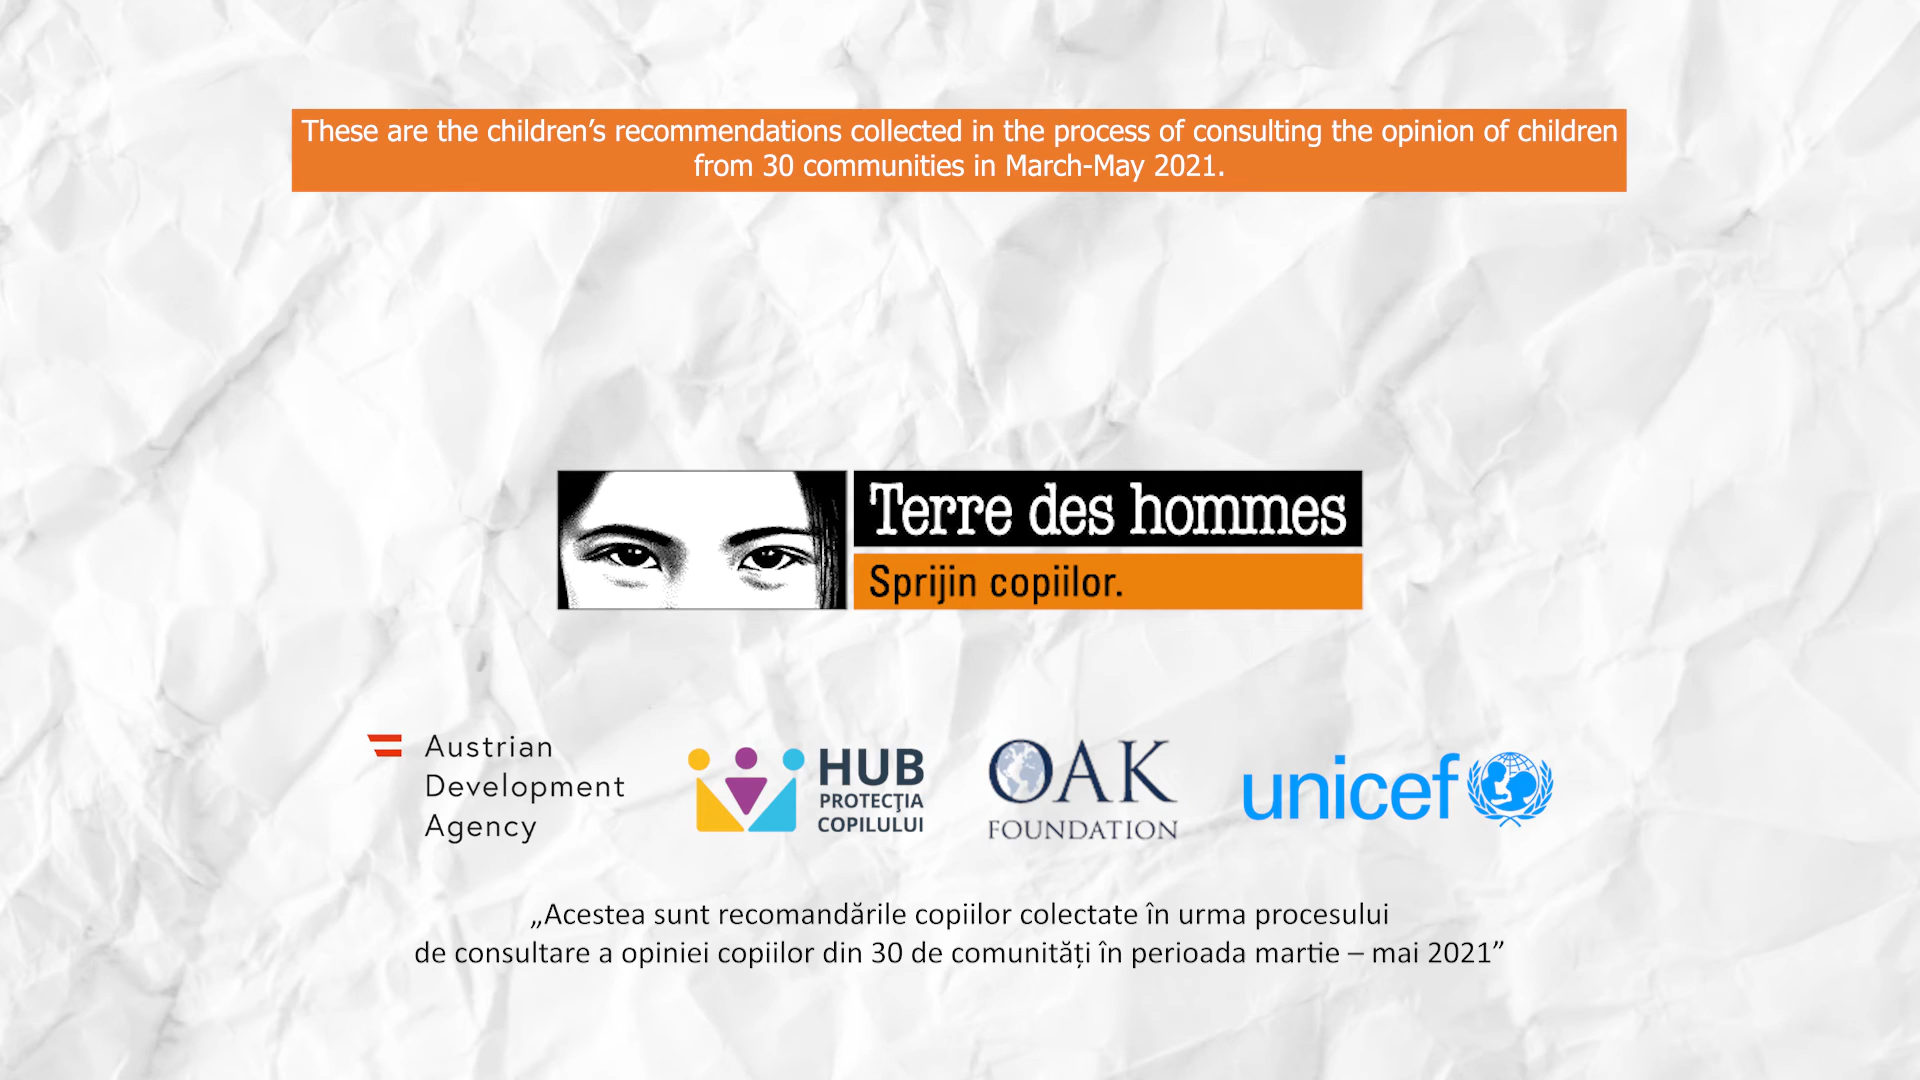 These are the children’s recommendations collected in the process of consulting the opinion of children
from 30 communities in March-May 2021.
Terre des hommes
Sprijin copiilor.
Austrian
Development
Agency
HUB
PROTECŢIA
COPILULUI
OAK
FOUNDATION
unicef
„Acestea sunt recomandările copiilor colectate în urma procesului
de consultare a opiniei copiilor din 30 de comunități în perioada martie – mai 2021”